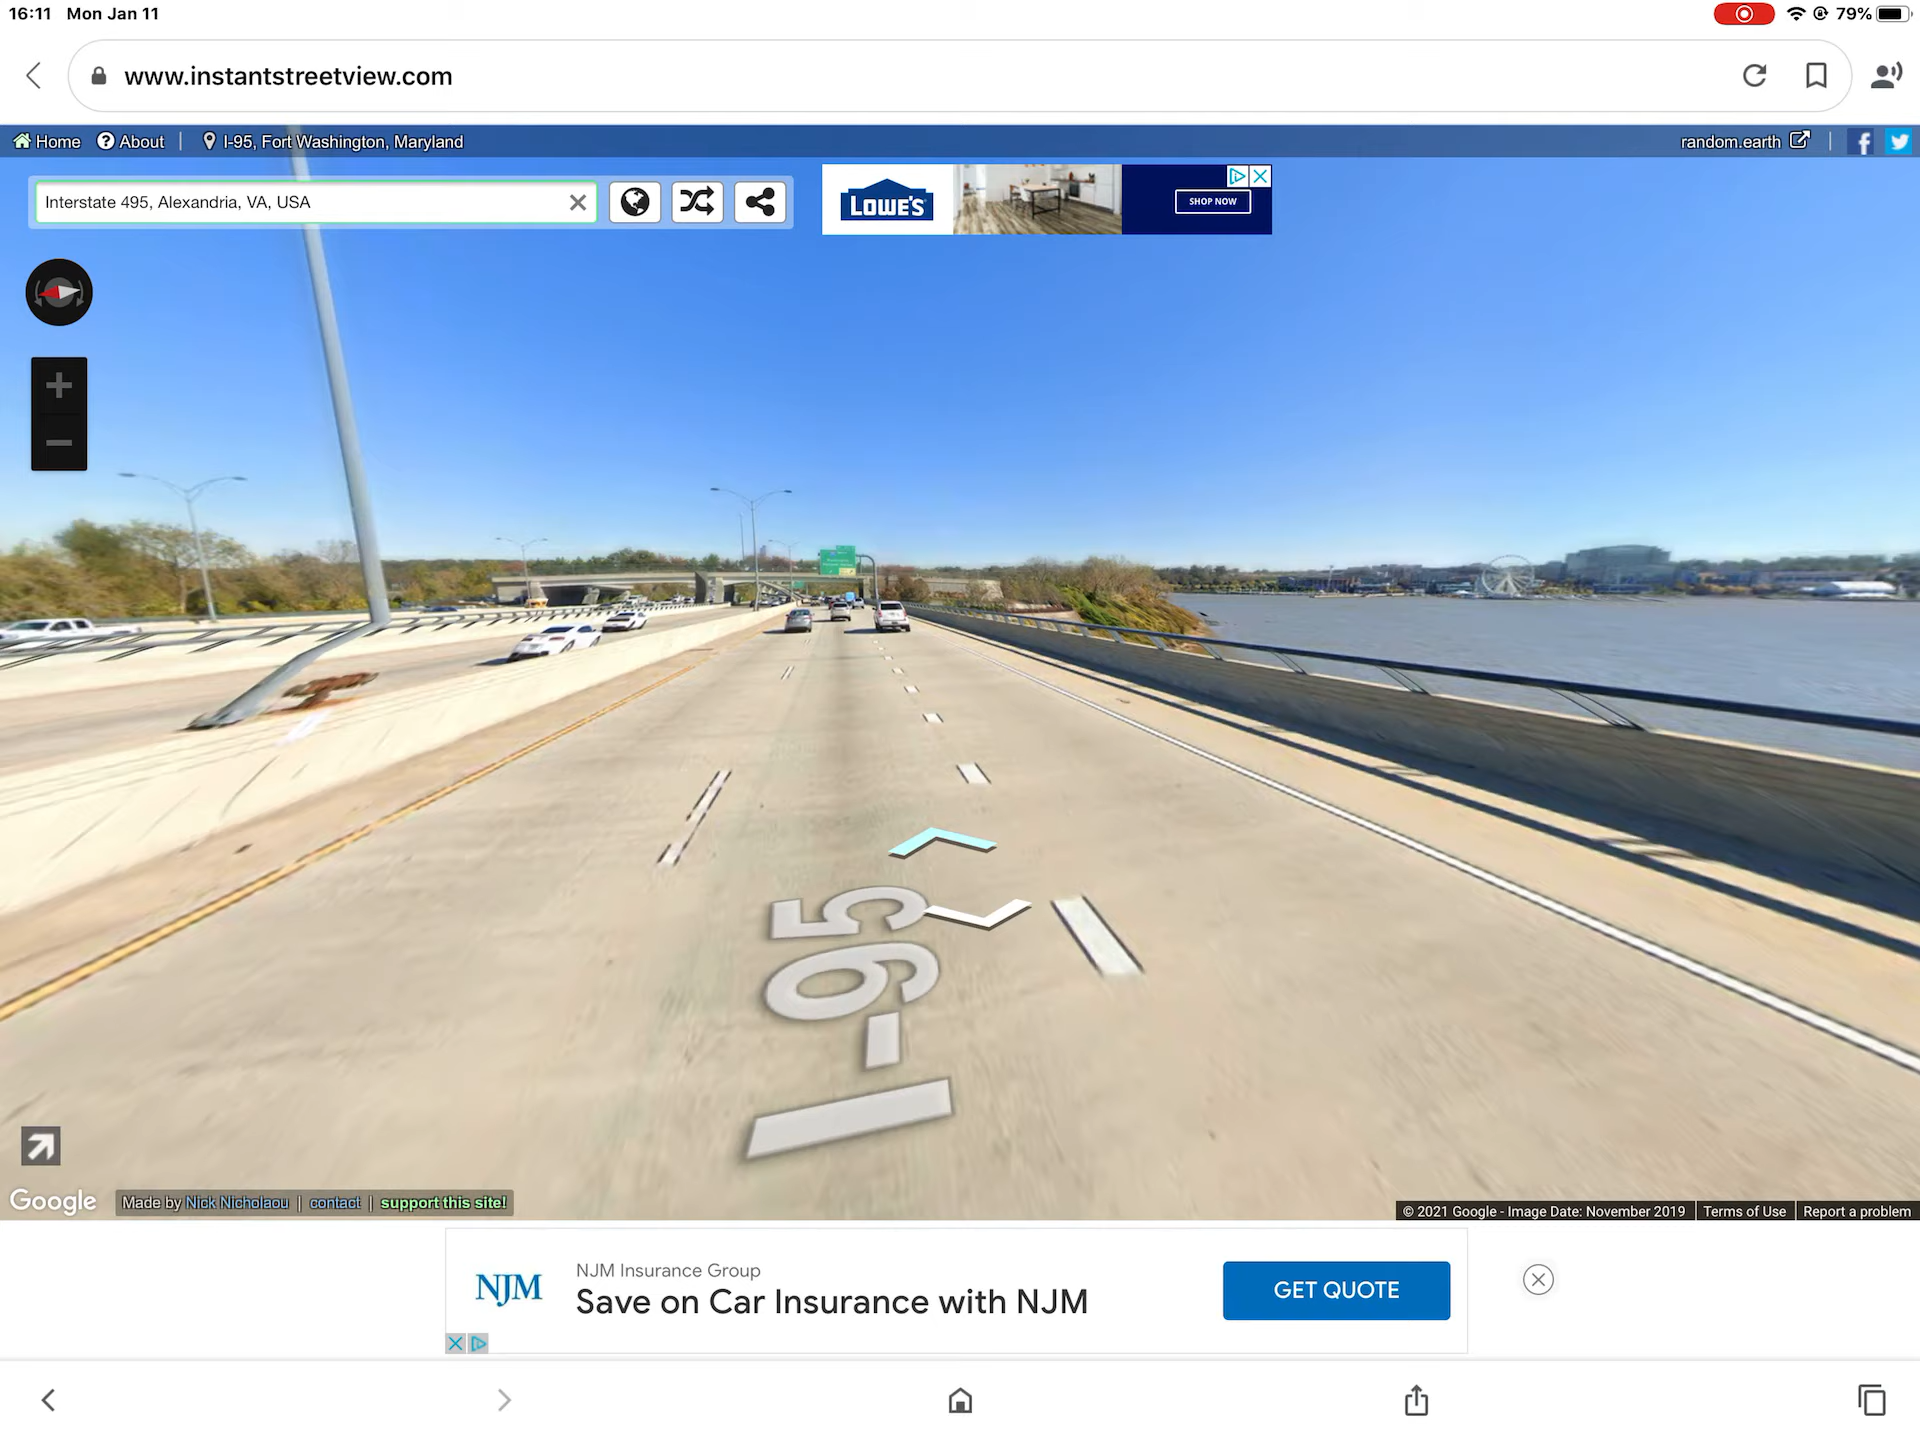 16:11 Mon Jan 11
79%
www.instantstreetview.com
Home About | I-95, Fort Washington, Maryland
random.earth |
Interstate 495, Alexandria, VA, USA
LOWE'S
SHOP NOW
I-95
Google
Made by Nick Nicholaou | contact | support this site!
© 2021 Google - Image Date: November 2019 Terms of Use Report a problem
NJM
NJM Insurance Group
Save on Car Insurance with NJM
GET QUOTE